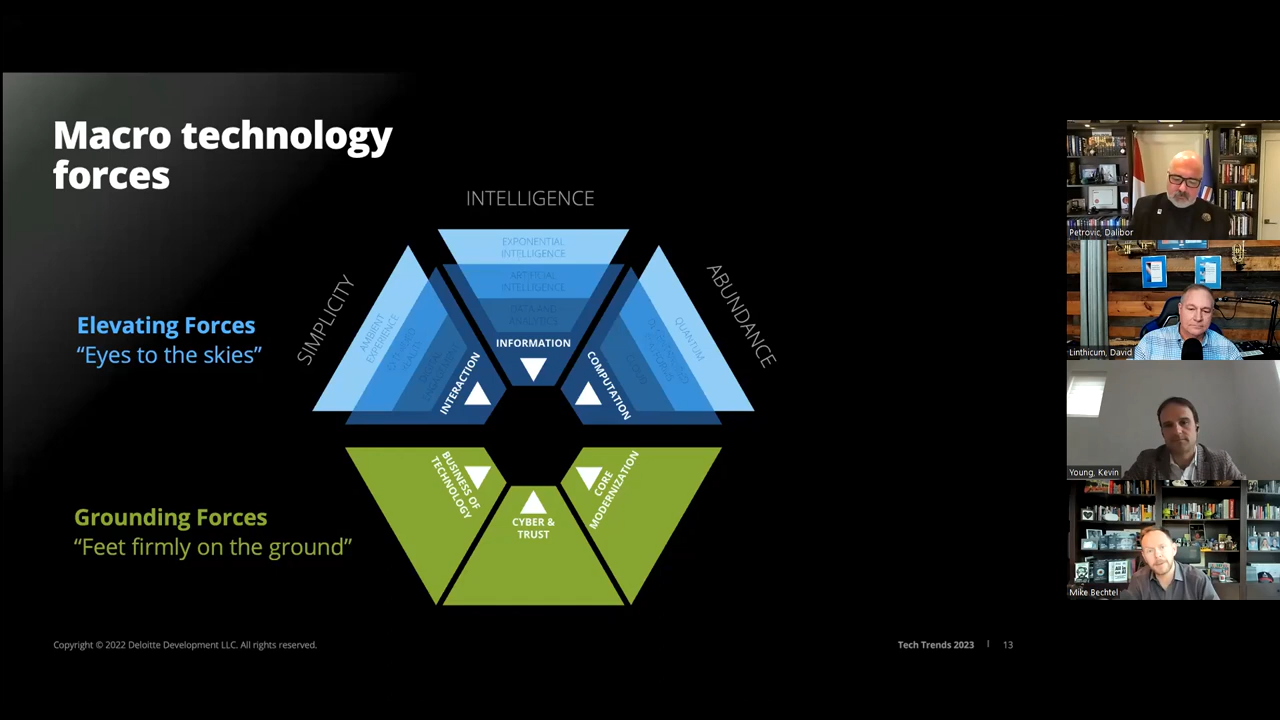 Macro technology
forces
INTELLIGENCE
SIMPLICITY
ABUNDANCE
EXPONENTIAL
INTELLIGENCE
ARTIFICIAL
INTELLIGENCE
DATA AND
ANALYTICS
INFORMATION
AMBIENT
EXPERIENCE
INTERACTION
QUANTUM
COMPUTATION
Elevating Forces
“Eyes to the skies”
BUSINESS OF
TECHNOLOGY
CYBER &
TRUST
CORE
MODERNIZATION
Grounding Forces
“Feet firmly on the ground”
Copyright © 2022 Deloitte Development LLC. All rights reserved.
Tech Trends 2023 | 13
Petrovic, Dalibor
Linthicum, David
Young, Kevin
Mike Bechtel